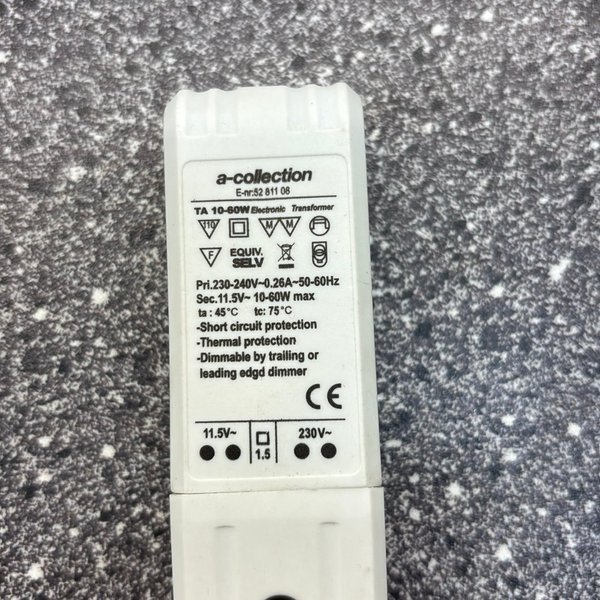 a-collection
E-nr:52 811 08
TA 10-60W Electronic Transformer
110 M M
F EQUIV. SELV
Pri.230-240V~0.26A~50-60Hz
Sec.11.5V~ 10-60W max
ta : 45°C tc: 75°C
-Short circuit protection
-Thermal protection
-Dimmable by trailing or
leading edgd dimmer
CE
11.5V~ 1.5 230V~